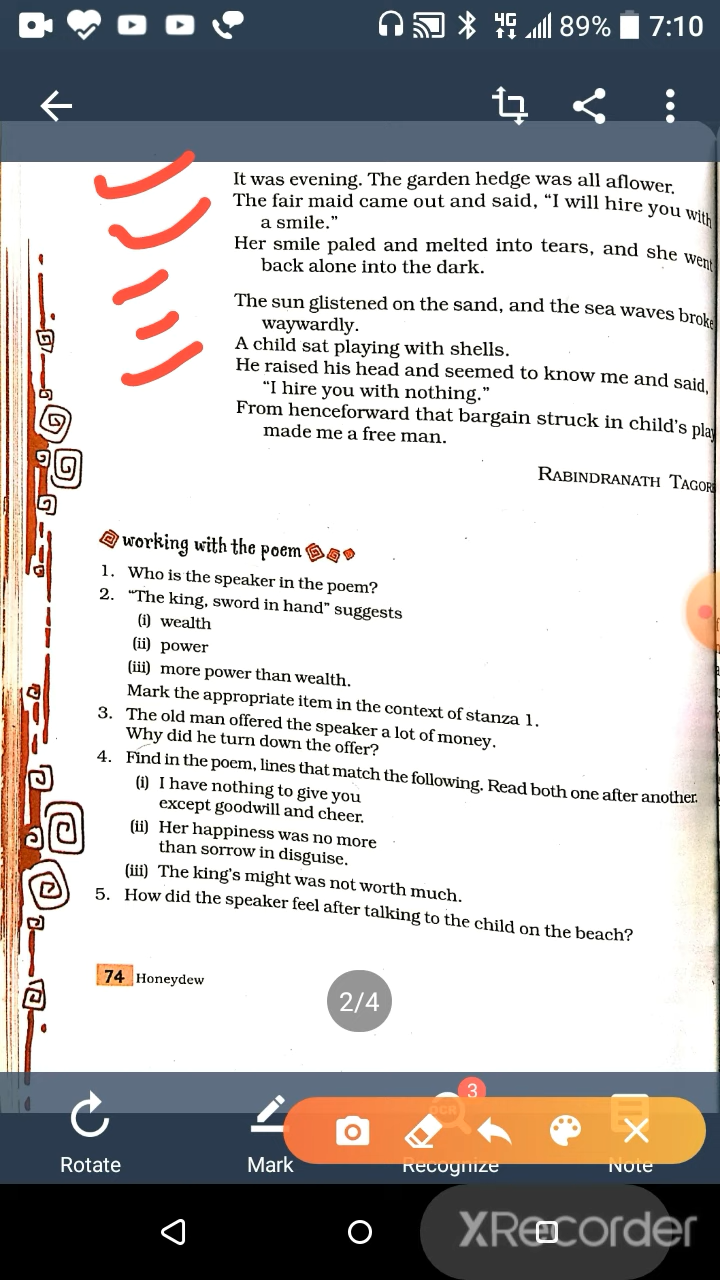 4G 89% 7:10
It was evening. The garden hedge was all aflower.
The fair maid came out and said, “I will hire you with
a smile.”
Her smile paled and melted into tears, and she went
back alone into the dark.
The sun glistened on the sand, and the sea waves broke
waywardly.
A child sat playing with shells.
He raised his head and seemed to know me and said,
“I hire you with nothing.”
From henceforward that bargain struck in child’s play
made me a free man.
RABINDRANATH TAGOR
working with the poem
1. Who is the speaker in the poem?
2. “The king, sword in hand” suggests
(i) wealth
(ii) power
(iii) more power than wealth.
Mark the appropriate item in the context of stanza 1.
3. The old man offered the speaker a lot of money.
Why did he turn down the offer?
4. Find in the poem, lines that match the following. Read both one after another.
(i) I have nothing to give you
except goodwill and cheer.
(ii) Her happiness was no more
than sorrow in disguise.
(iii) The king’s might was not worth much.
5. How did the speaker feel after talking to the child on the beach?
74 Honeydew
2/4
3
OCR
Rotate Mark Recognize Note
XRecorder